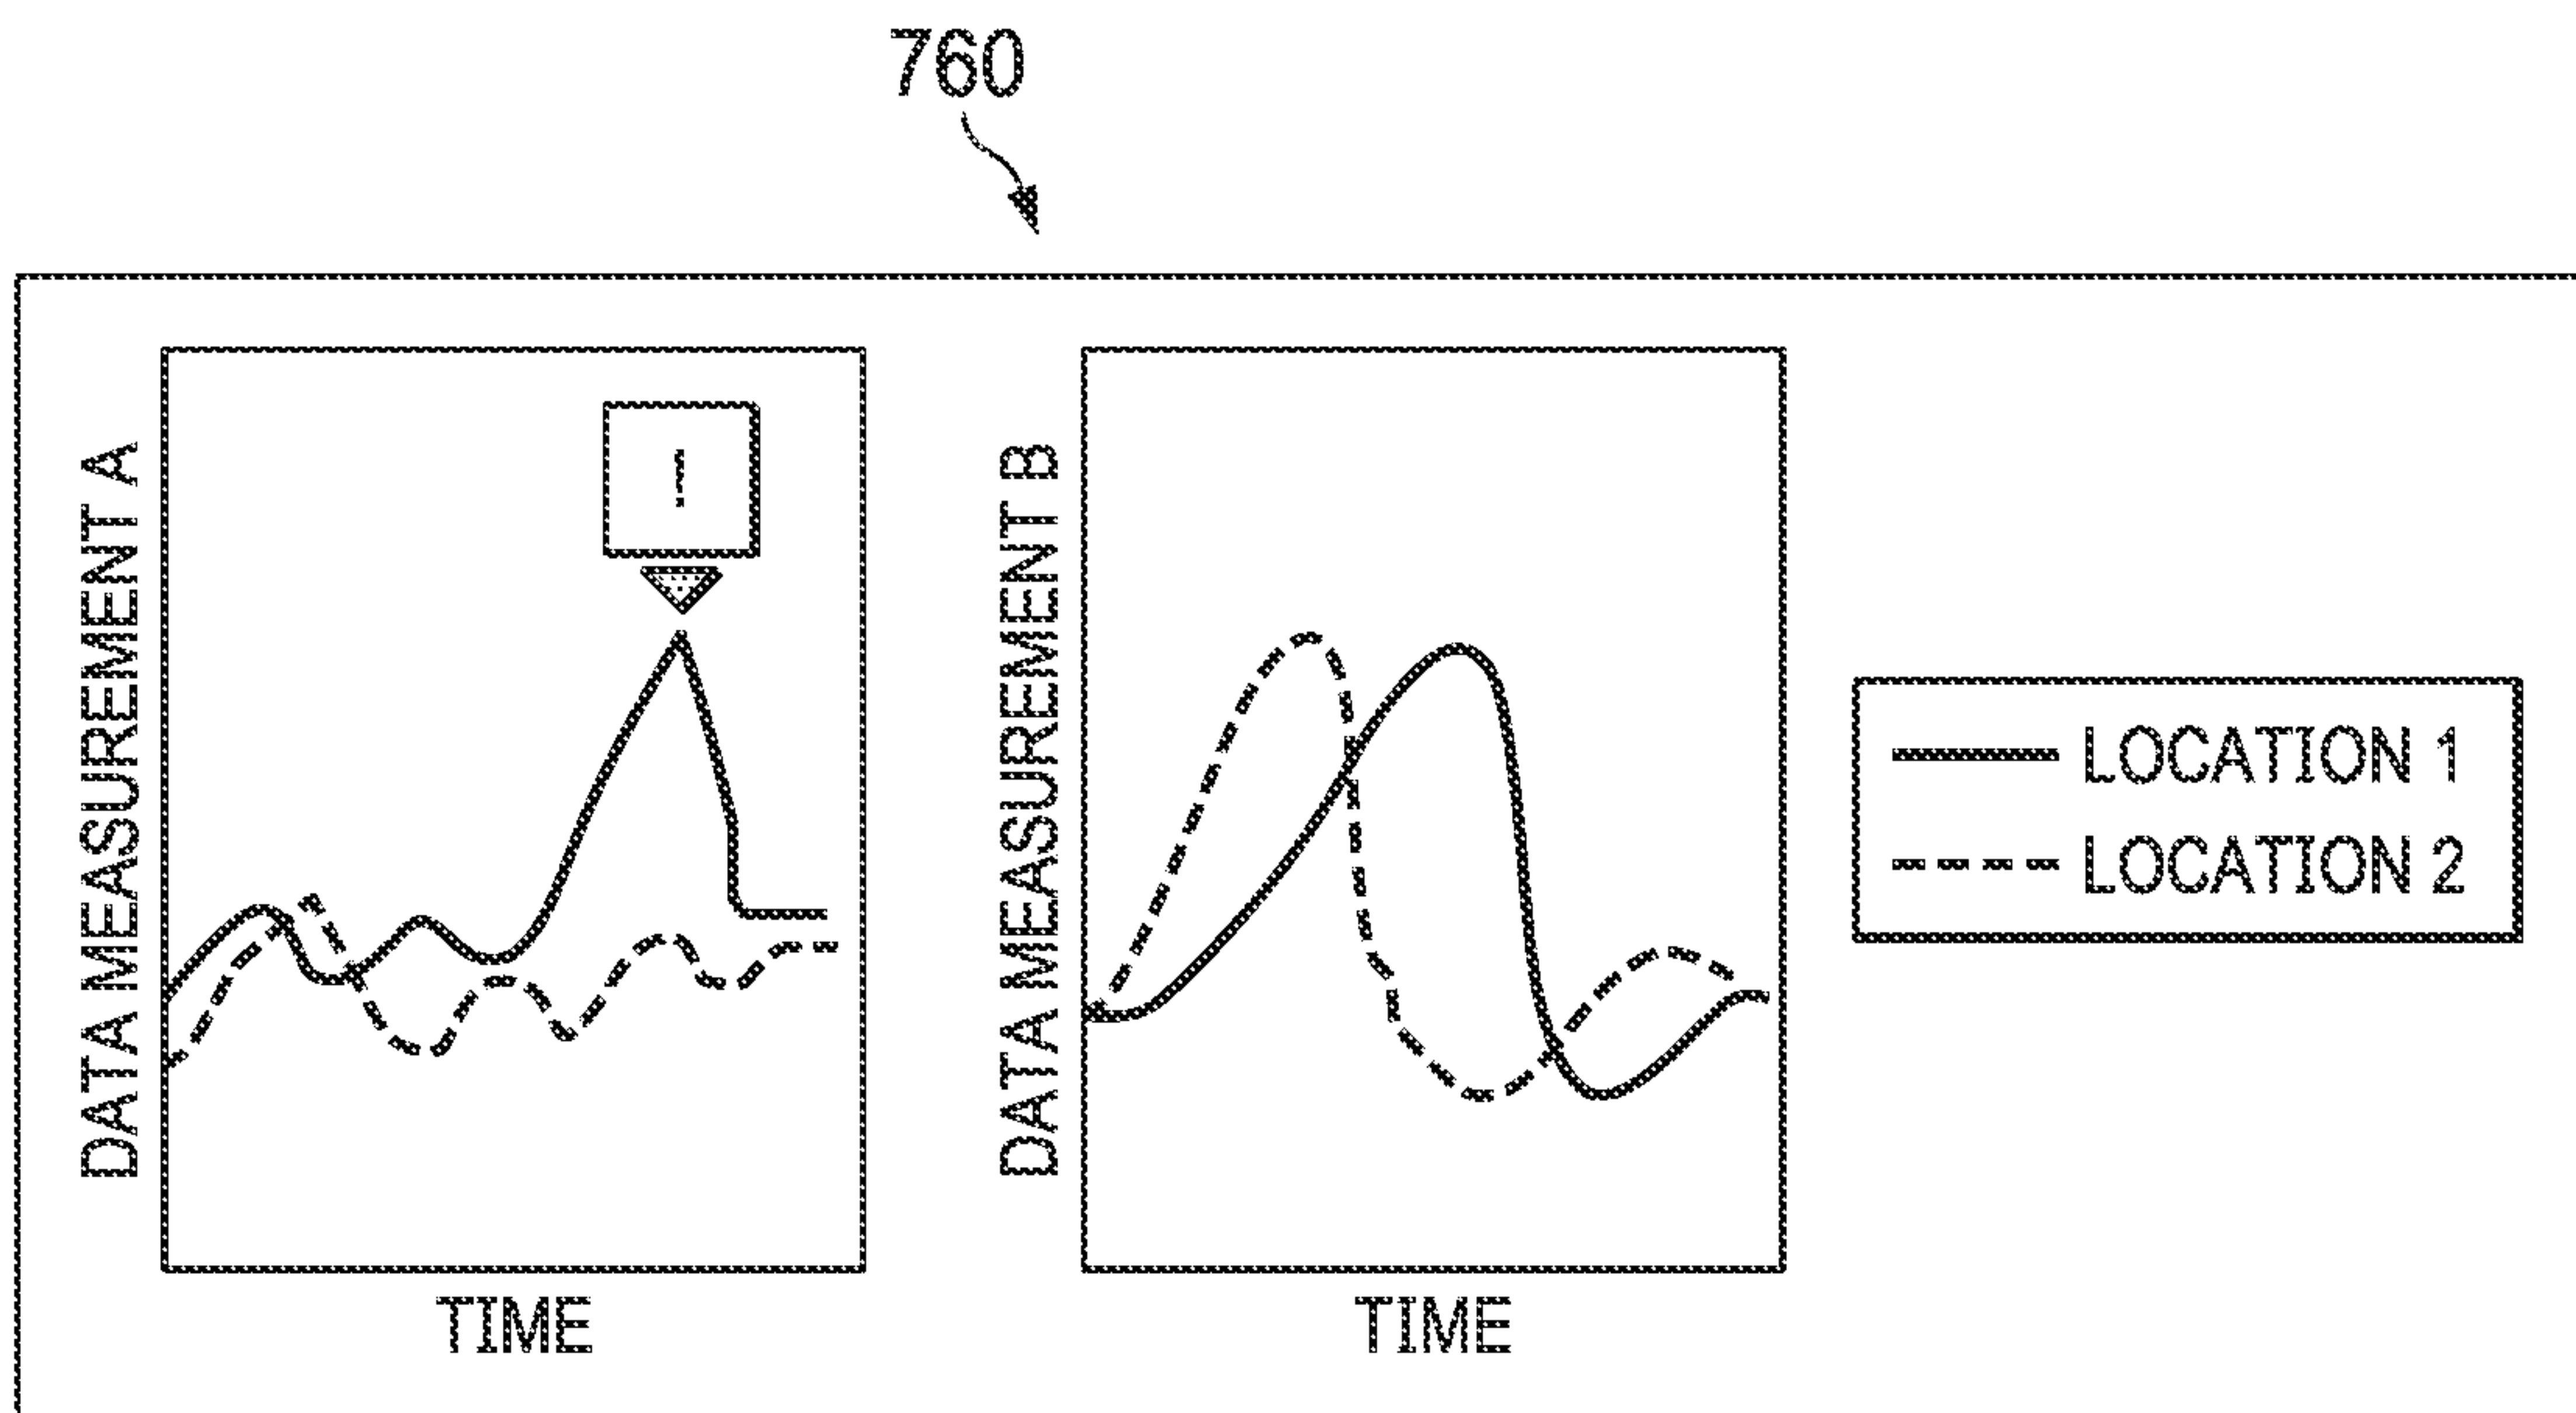 760
DATA MEASUREMENT A
!
TIME
DATA MEASUREMENT B
TIME
LOCATION 1
LOCATION 2